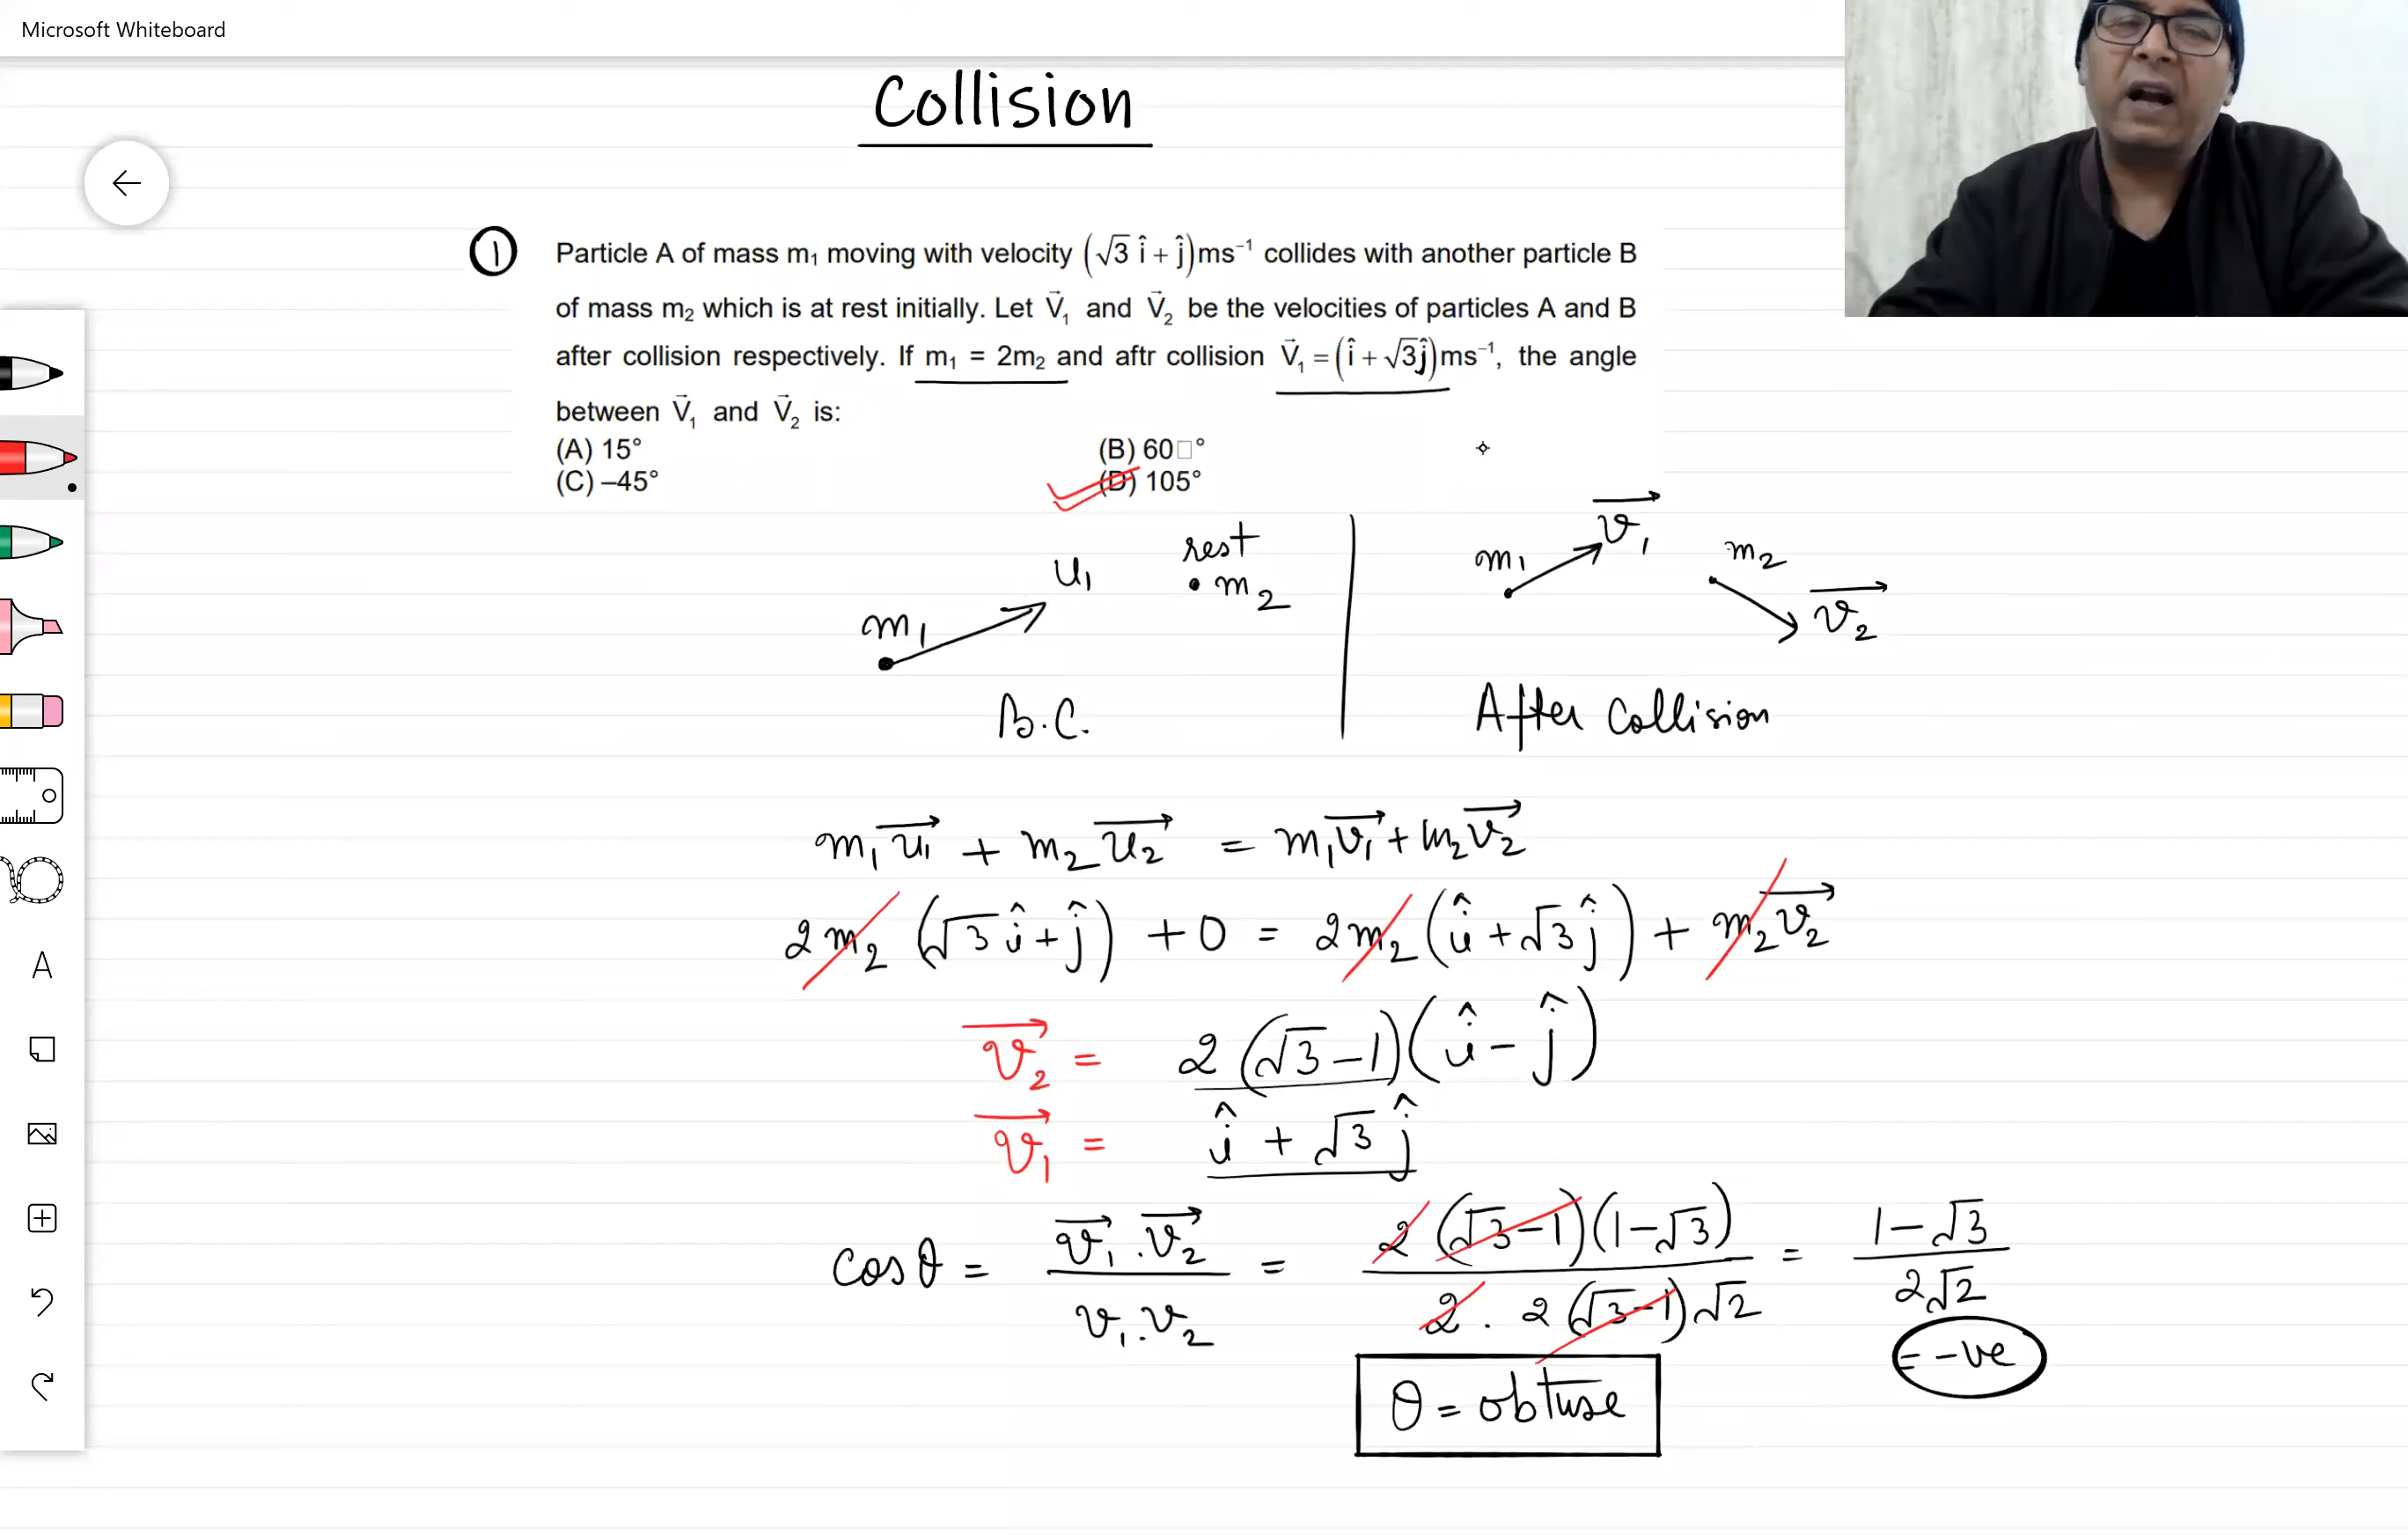 Microsoft Whiteboard
Collision
① Particle A of mass m₁ moving with velocity (√3 î + ĵ)ms⁻¹ collides with another particle B
of mass m₂ which is at rest initially. Let V⃗₁ and V⃗₂ be the velocities of particles A and B
after collision respectively. If m₁ = 2m₂ and aftr collision V⃗₁ = (î + √3ĵ)ms⁻¹, the angle
between V⃗₁ and V⃗₂ is:
(A) 15° (B) 60□°
(C) –45° (D) 105°
m₁ u₁ rest m₂
m₁ v⃗₁ m₂ v⃗₂
B.C. After Collision
m₁u⃗₁ + m₂u⃗₂ = m₁v⃗₁ + m₂v⃗₂
2m₂ (√3 î + ĵ) + 0 = 2m₂ (î + √3 ĵ) + m₂v⃗₂
v⃗₂ = 2(√3 – 1)(î – ĵ)
v⃗₁ = î + √3 ĵ
cosθ = v⃗₁.v⃗₂ / v₁.v₂ = 2(√3–1)(1–√3) / 2.2(√3–1)√2 = 1–√3 / 2√2
= -ve
θ = obtuse
A